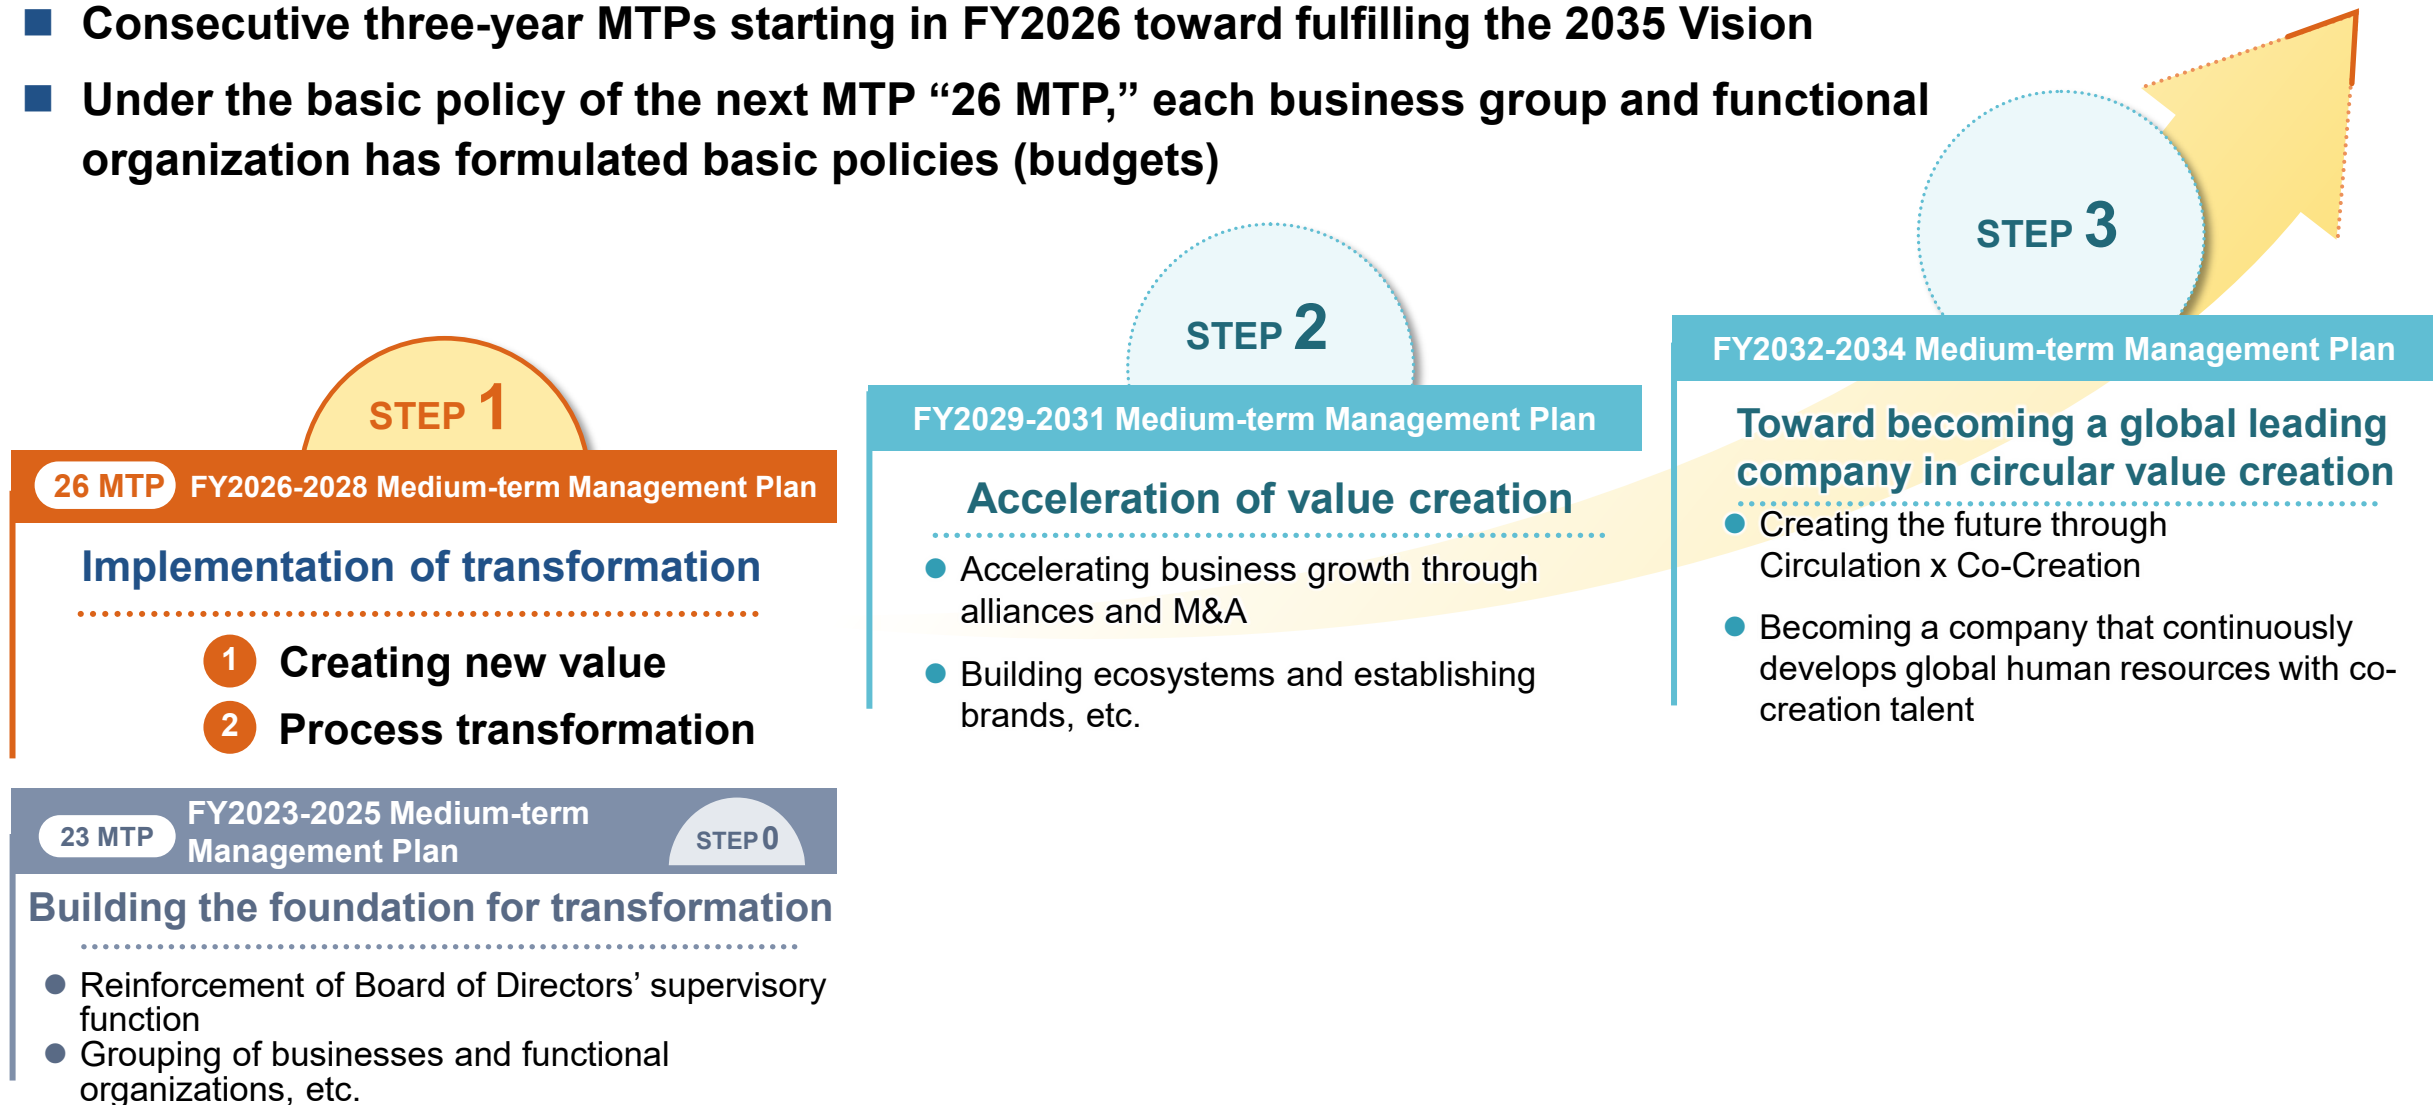 Consecutive three-year MTPs starting in FY2026 toward fulfilling the 2035 Vision
Under the basic policy of the next MTP “26 MTP,” each business group and functional
organization has formulated basic policies (budgets)
STEP 1
26 MTP FY2026-2028 Medium-term Management Plan
Implementation of transformation
1 Creating new value
2 Process transformation
23 MTP
FY2023-2025 Medium-term
Management Plan
STEP 0
Building the foundation for transformation
Reinforcement of Board of Directors’ supervisory
function
Grouping of businesses and functional
organizations, etc.
STEP 2
FY2029-2031 Medium-term Management Plan
Acceleration of value creation
Accelerating business growth through
alliances and M&A
Building ecosystems and establishing
brands, etc.
STEP 3
FY2032-2034 Medium-term Management Plan
Toward becoming a global leading
company in circular value creation
Creating the future through
Circulation x Co-Creation
Becoming a company that continuously
develops global human resources with co-
creation talent